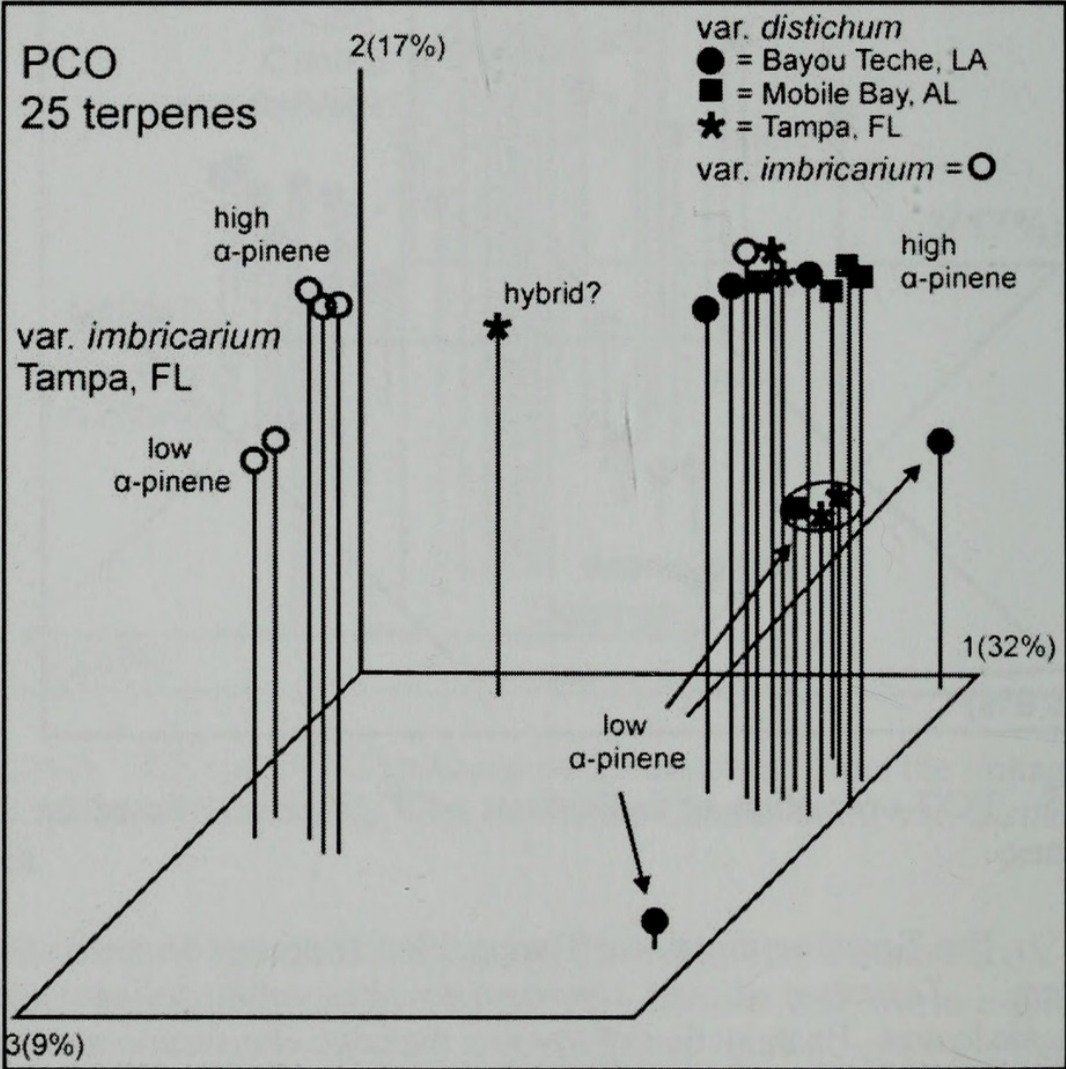 PCO
25 terpenes
2(17%)
var. distichum
● = Bayou Teche, LA
■ = Mobile Bay, AL
★ = Tampa, FL
var. imbricarium = O
high
α-pinene
high
α-pinene
hybrid?
var. imbricarium
Tampa, FL
low
α-pinene
1(32%)
low
α-pinene
3(9%)